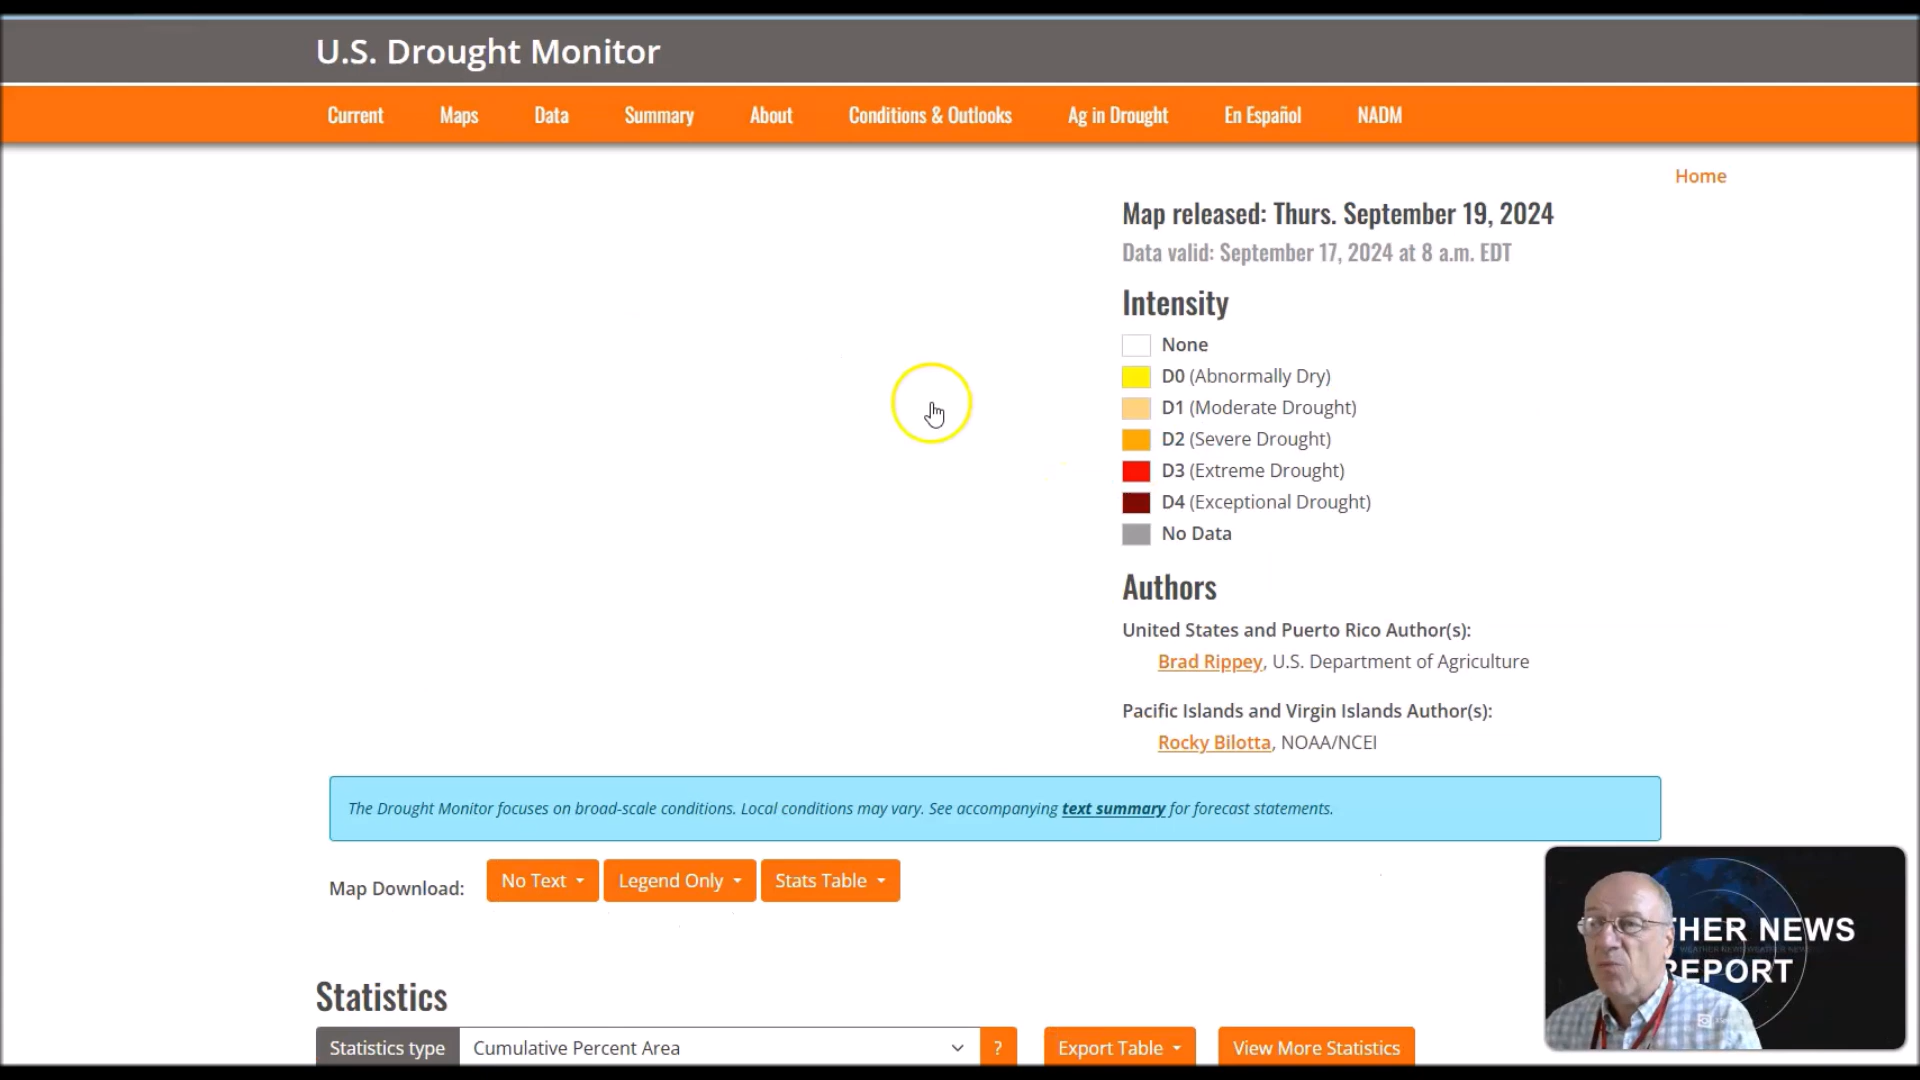 U.S. Drought Monitor
Current Maps Data Summary About Conditions & Outlooks Ag in Drought En Español NADM
Home
Map released: Thurs. September 19, 2024
Data valid: September 17, 2024 at 8 a.m. EDT
Intensity
None
D0 (Abnormally Dry)
D1 (Moderate Drought)
D2 (Severe Drought)
D3 (Extreme Drought)
D4 (Exceptional Drought)
No Data
Authors
United States and Puerto Rico Author(s):
Brad Rippey, U.S. Department of Agriculture
Pacific Islands and Virgin Islands Author(s):
Rocky Bilotta, NOAA/NCEI
The Drought Monitor focuses on broad-scale conditions. Local conditions may vary. See accompanying text summary for forecast statements.
Map Download: No Text Legend Only Stats Table
THER NEWS
REPORT
Statistics
Statistics type Cumulative Percent Area ? Export Table View More Statistics